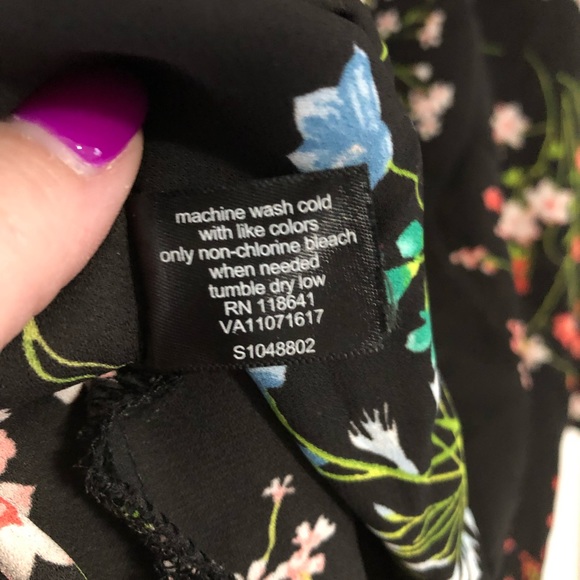 machine wash cold
with like colors
only non-chlorine bleach
when needed
tumble dry low
RN 118641
VA11071617
S1048802